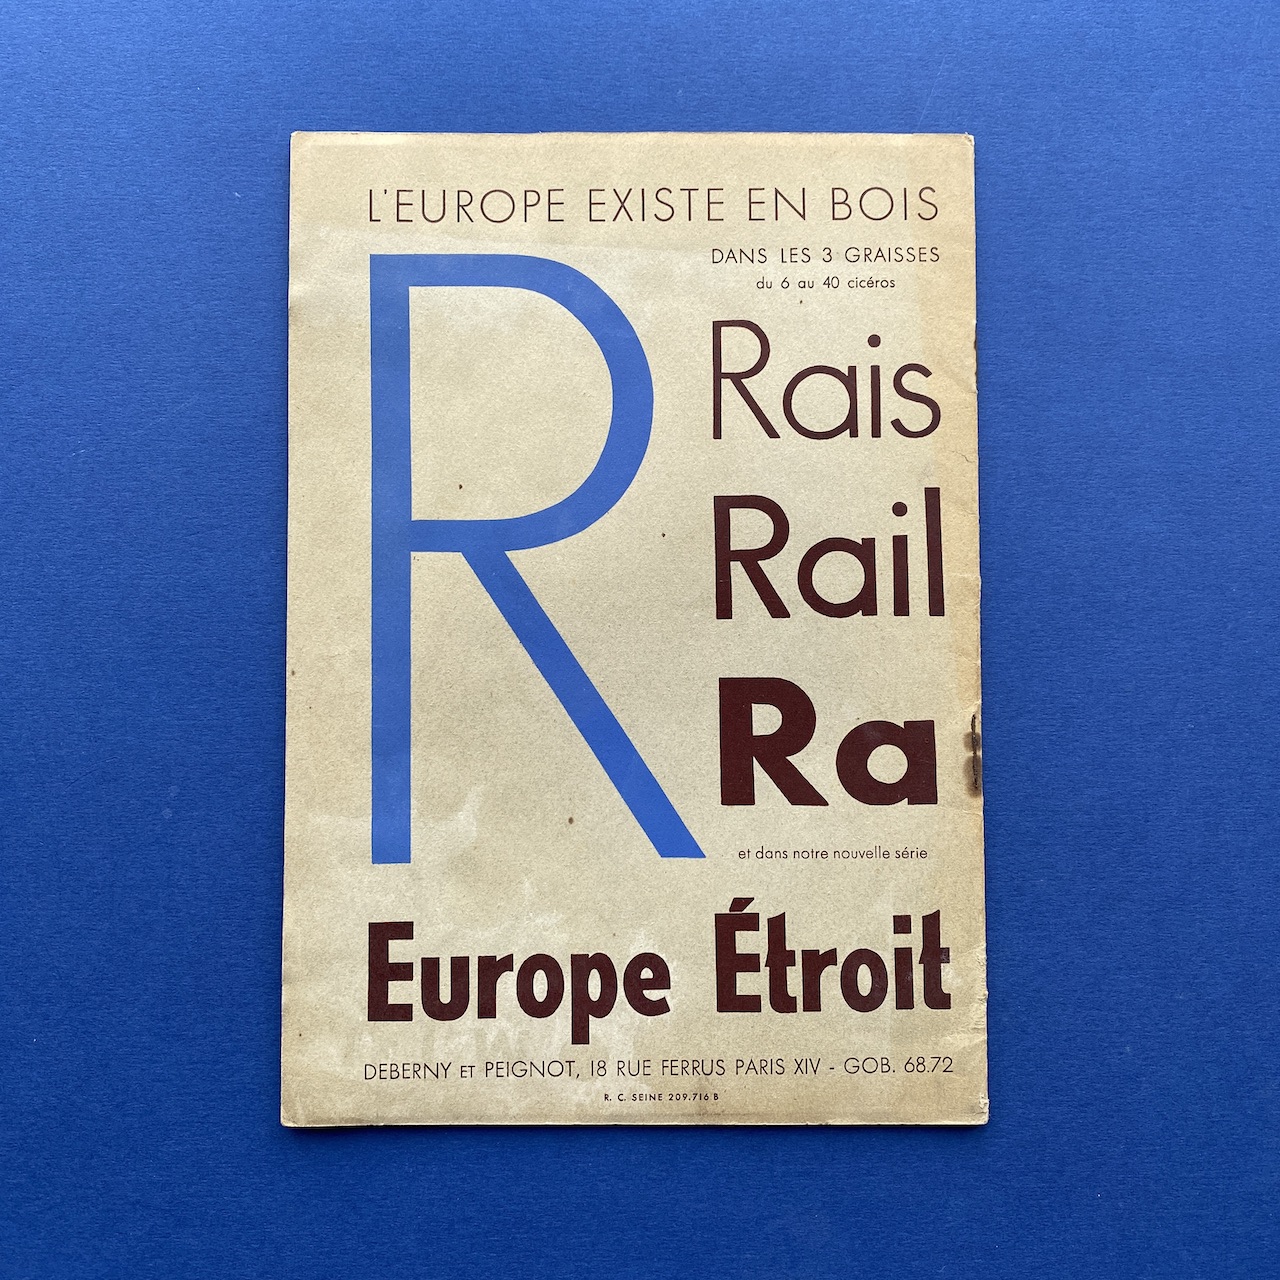 L'EUROPE EXISTE EN BOIS
R
DANS LES 3 GRAISSES
du 6 au 40 cicéros
Rais
Rail
Ra
et dans notre nouvelle série
Europe Étroit
DEBERNY ET PEIGNOT, 18 RUE FERRUS PARIS XIV - GOB. 68.72
R. C. SEINE 209.716 B